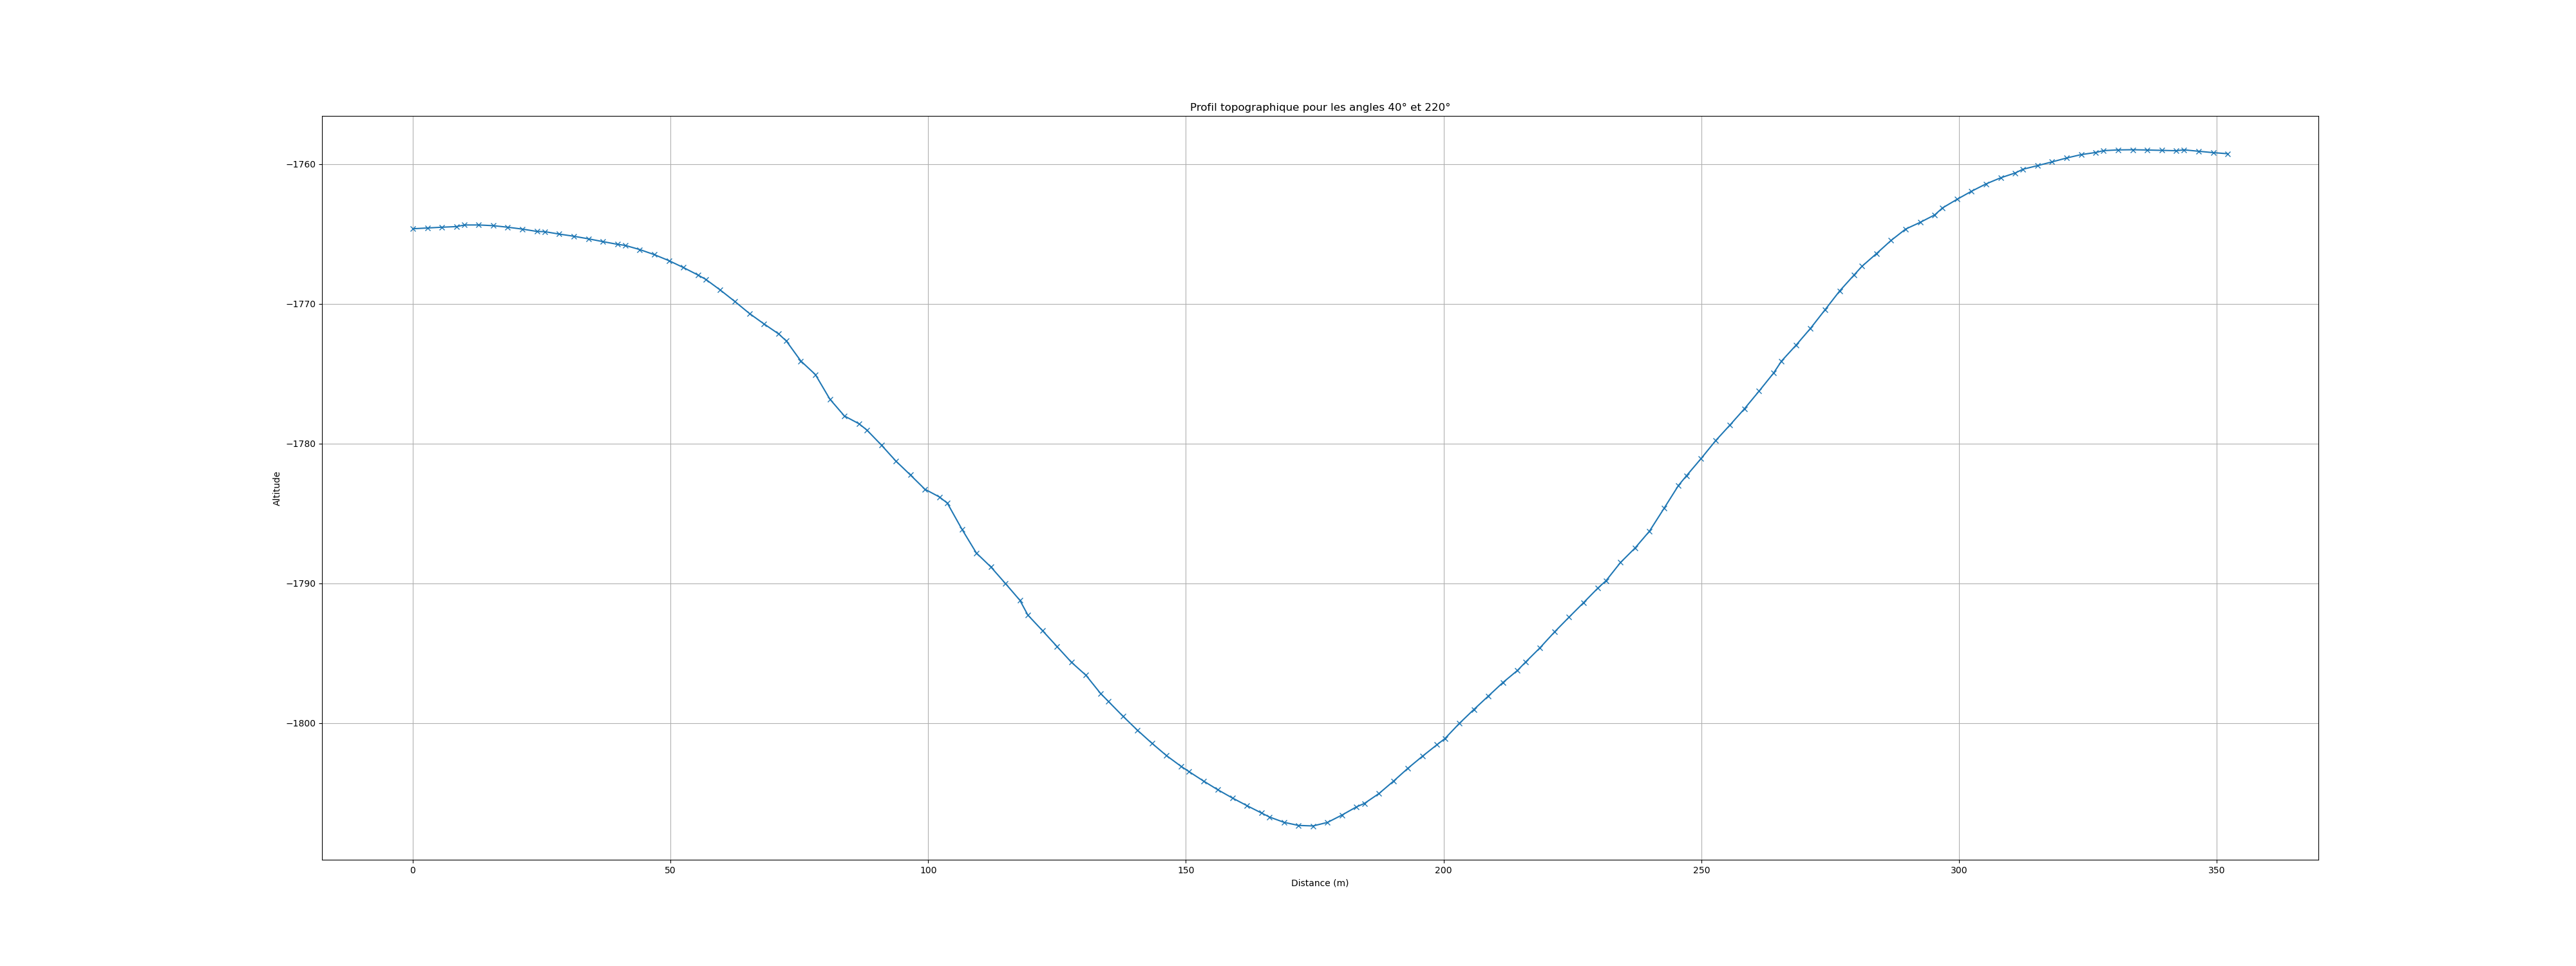 Profil topographique pour les angles 40° et 220°
−1760
−1770
−1780
−1790
−1800
Altitude
0 50 100 150 200 250 300 350
Distance (m)